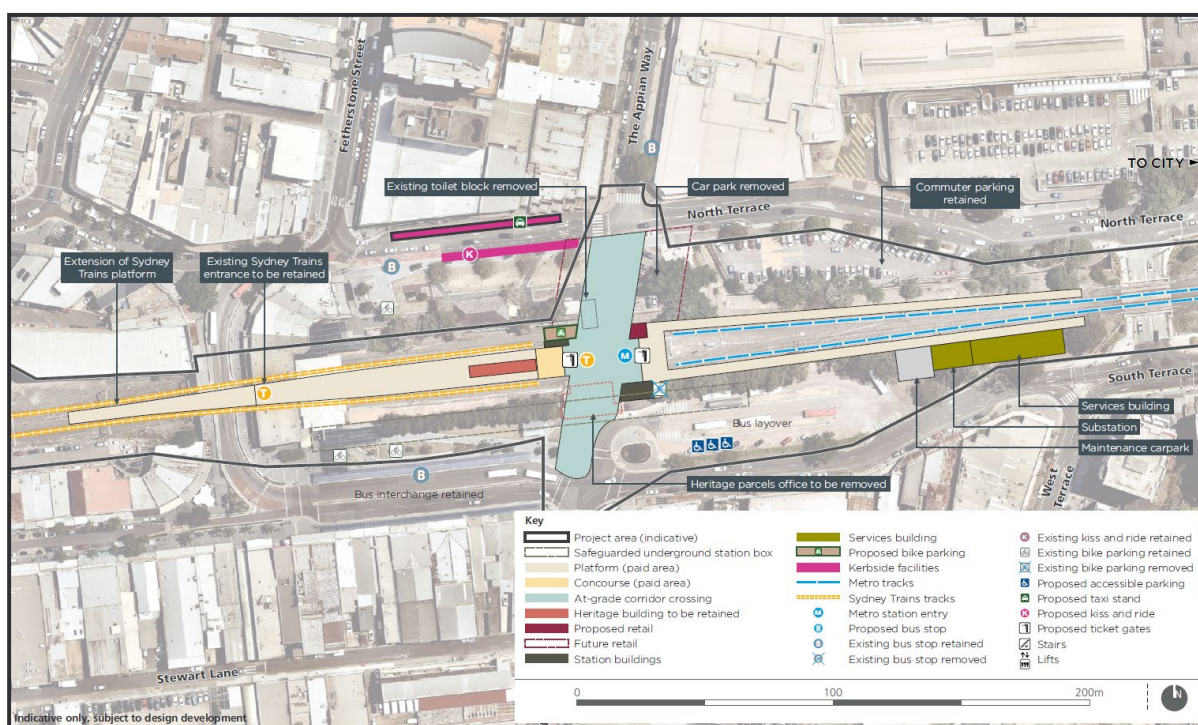 Fetherstone Street
The Appian Way
B
TO CITY
Existing toilet block removed
Car park removed
Commuter parking
retained
North Terrace
North Terrace
Extension of Sydney
Trains platform
Existing Sydney Trains
entrance to be retained
K
B
T
M
T
South Terrace
Services building
Substation
Maintenance carpark
Bus layover
West Terrace
B
Bus interchange retained
Heritage parcels office to be removed
Key
Project area (indicative)
Safeguarded underground station box
Platform (paid area)
Concourse (paid area)
At-grade corridor crossing
Heritage building to be retained
Proposed retail
Future retail
Station buildings
Services building
Proposed bike parking
Kerbside facilities
Metro tracks
Sydney Trains tracks
M Metro station entry
B Proposed bus stop
B Existing bus stop retained
B Existing bus stop removed
K Existing kiss and ride retained
Existing bike parking retained
Existing bike parking removed
Proposed accessible parking
Proposed taxi stand
K Proposed kiss and ride
Proposed ticket gates
Stairs
Lifts
Stewart Lane
0 100 200m
N
Indicative only, subject to design development